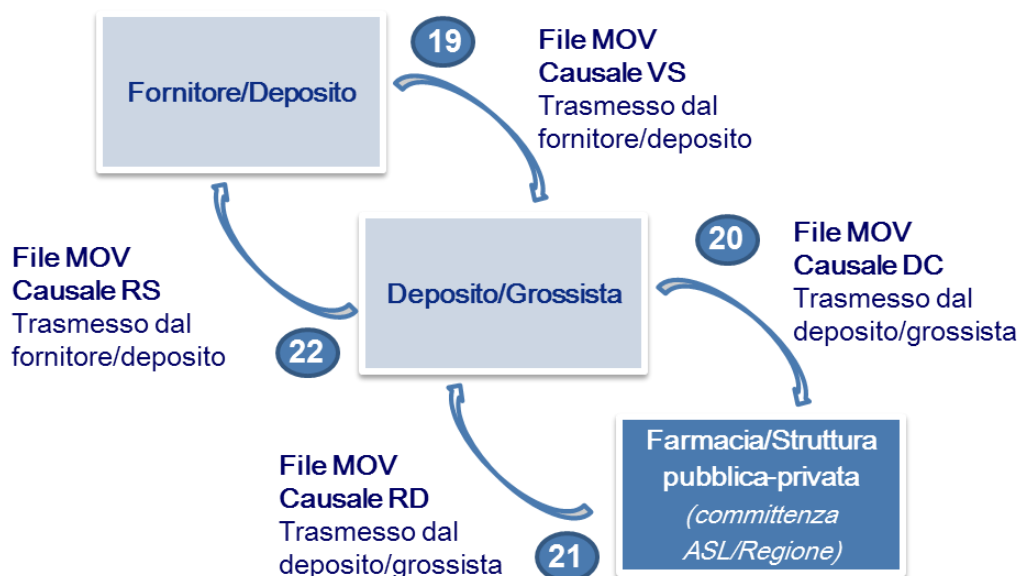 Fornitore/Deposito
19
File MOV
Causale VS
Trasmesso dal
fornitore/deposito
File MOV
Causale RS
Trasmesso dal
fornitore/deposito
22
Deposito/Grossista
20
File MOV
Causale DC
Trasmesso dal
deposito/grossista
File MOV
Causale RD
Trasmesso dal
deposito/grossista
21
Farmacia/Struttura
pubblica-privata
(committenza
ASL/Regione)